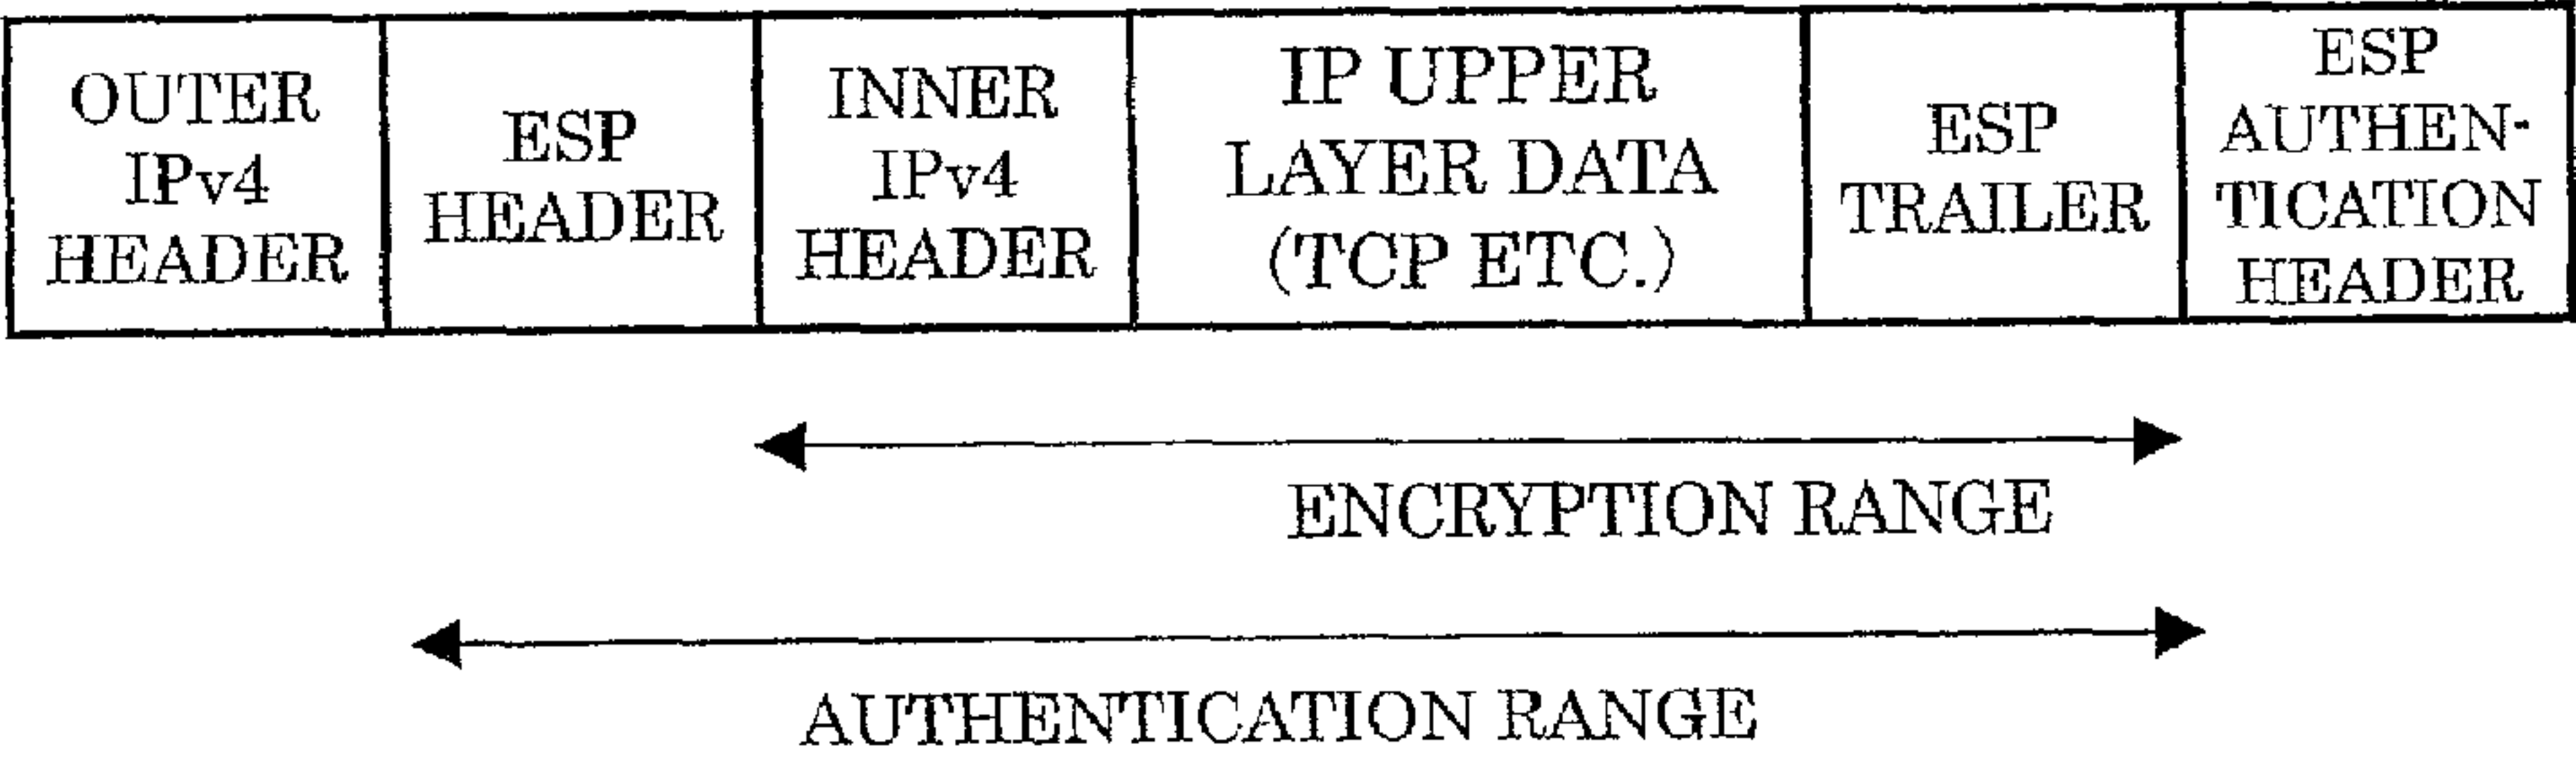 OUTER
IPv4
HEADER
ESP
HEADER
INNER
IPv4
HEADER
IP UPPER
LAYER DATA
(TCP ETC.)
ESP
TRAILER
ESP
AUTHEN-
TICATION
HEADER
ENCRYPTION RANGE
AUTHENTICATION RANGE